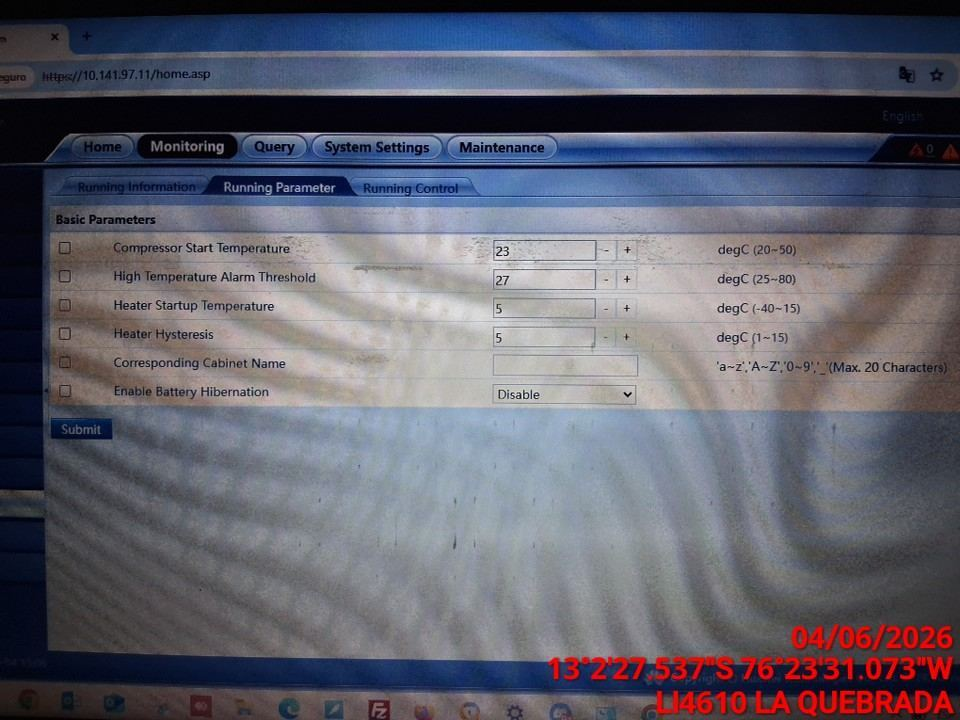 eguro https://10.141.97.11/home.asp
English
Home Monitoring Query System Settings Maintenance 0
Running Information Running Parameter Running Control
Basic Parameters
Compressor Start Temperature 23 - + degC (20~50)
High Temperature Alarm Threshold 27 - + degC (25~80)
Heater Startup Temperature 5 - + degC (-40~15)
Heater Hysteresis 5 - + degC (1~15)
Corresponding Cabinet Name 'a~z','A~Z','0~9','_'(Max. 20 Characters)
Enable Battery Hibernation Disable
Submit
04/06/2026
13°2'27.537"S 76°23'31.073"W
LI4610 LA QUEBRADA